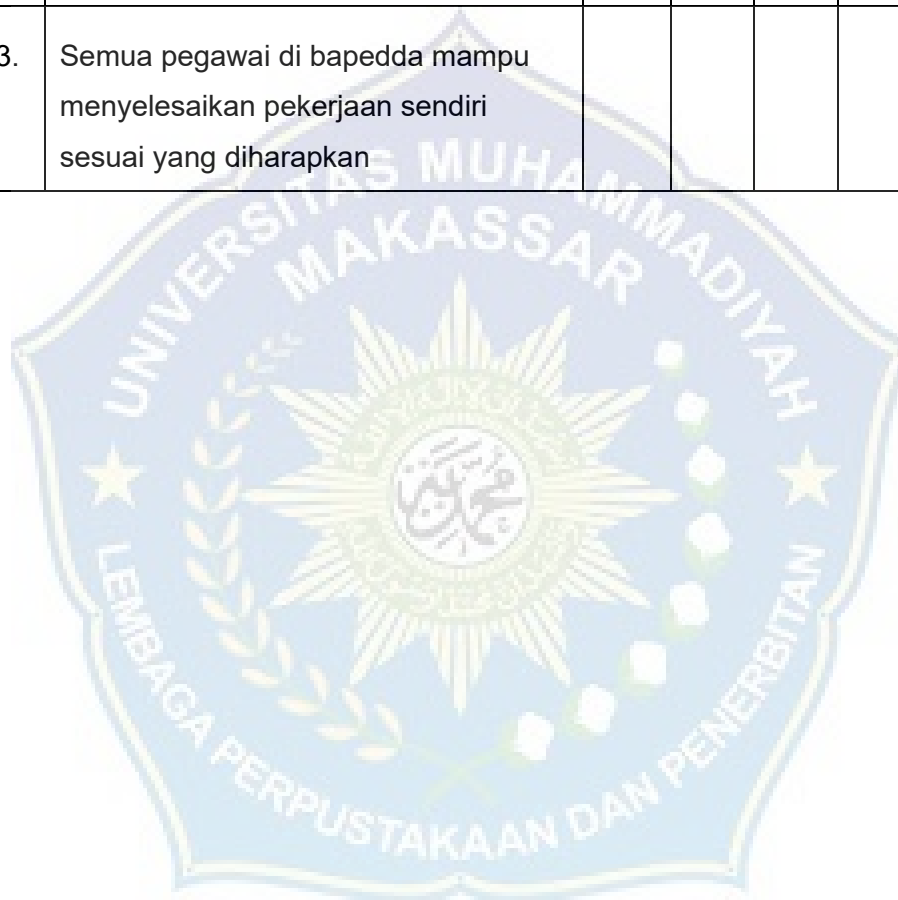 3. Semua pegawai di bapedda mampu
menyelesaikan pekerjaan sendiri
sesuai yang diharapkan
UNIVERSITAS MUHAMMADIYAH
MAKASSAR
LEMBAGA PERPUSTAKAAN DAN PENERBITAN